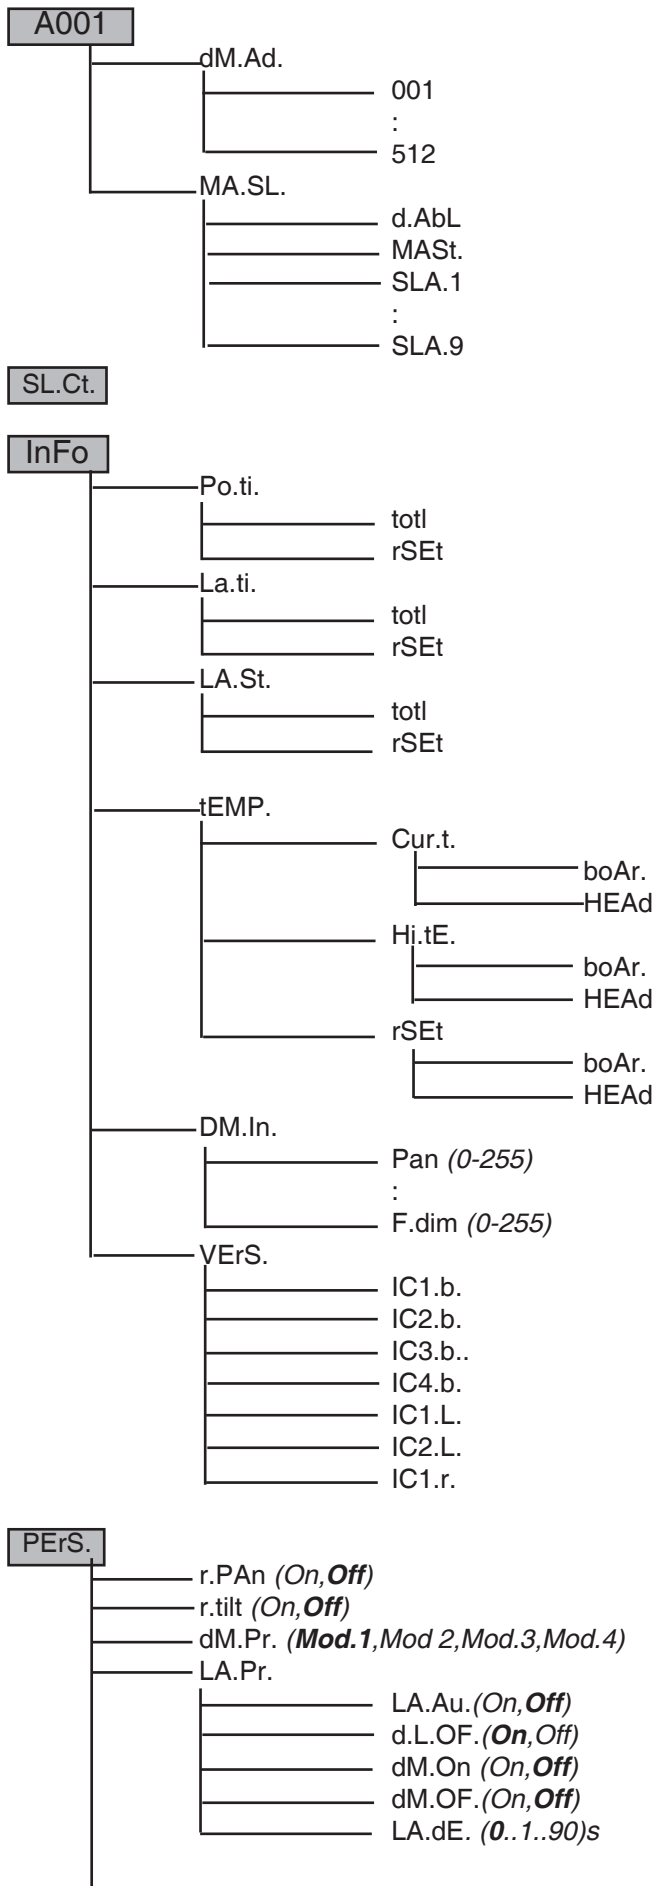 A001
dM.Ad.
001
:
512
MA.SL.
d.AbL
MASt.
SLA.1
:
SLA.9
SL.Ct.
InFo
Po.ti.
totl
rSEt
La.ti.
totl
rSEt
LA.St.
totl
rSEt
tEMP.
Cur.t.
boAr.
HEAd
Hi.tE.
boAr.
HEAd
rSEt
boAr.
HEAd
DM.In.
Pan (0-255)
:
F.dim (0-255)
VErS.
IC1.b.
IC2.b.
IC3.b..
IC4.b.
IC1.L.
IC2.L.
IC1.r.
PErS.
r.PAn (On,Off)
r.tilt (On,Off)
dM.Pr. (Mod.1,Mod 2,Mod.3,Mod.4)
LA.Pr.
LA.Au.(On,Off)
d.L.OF.(On,Off)
dM.On (On,Off)
dM.OF.(On,Off)
LA.dE. (0..1..90)s